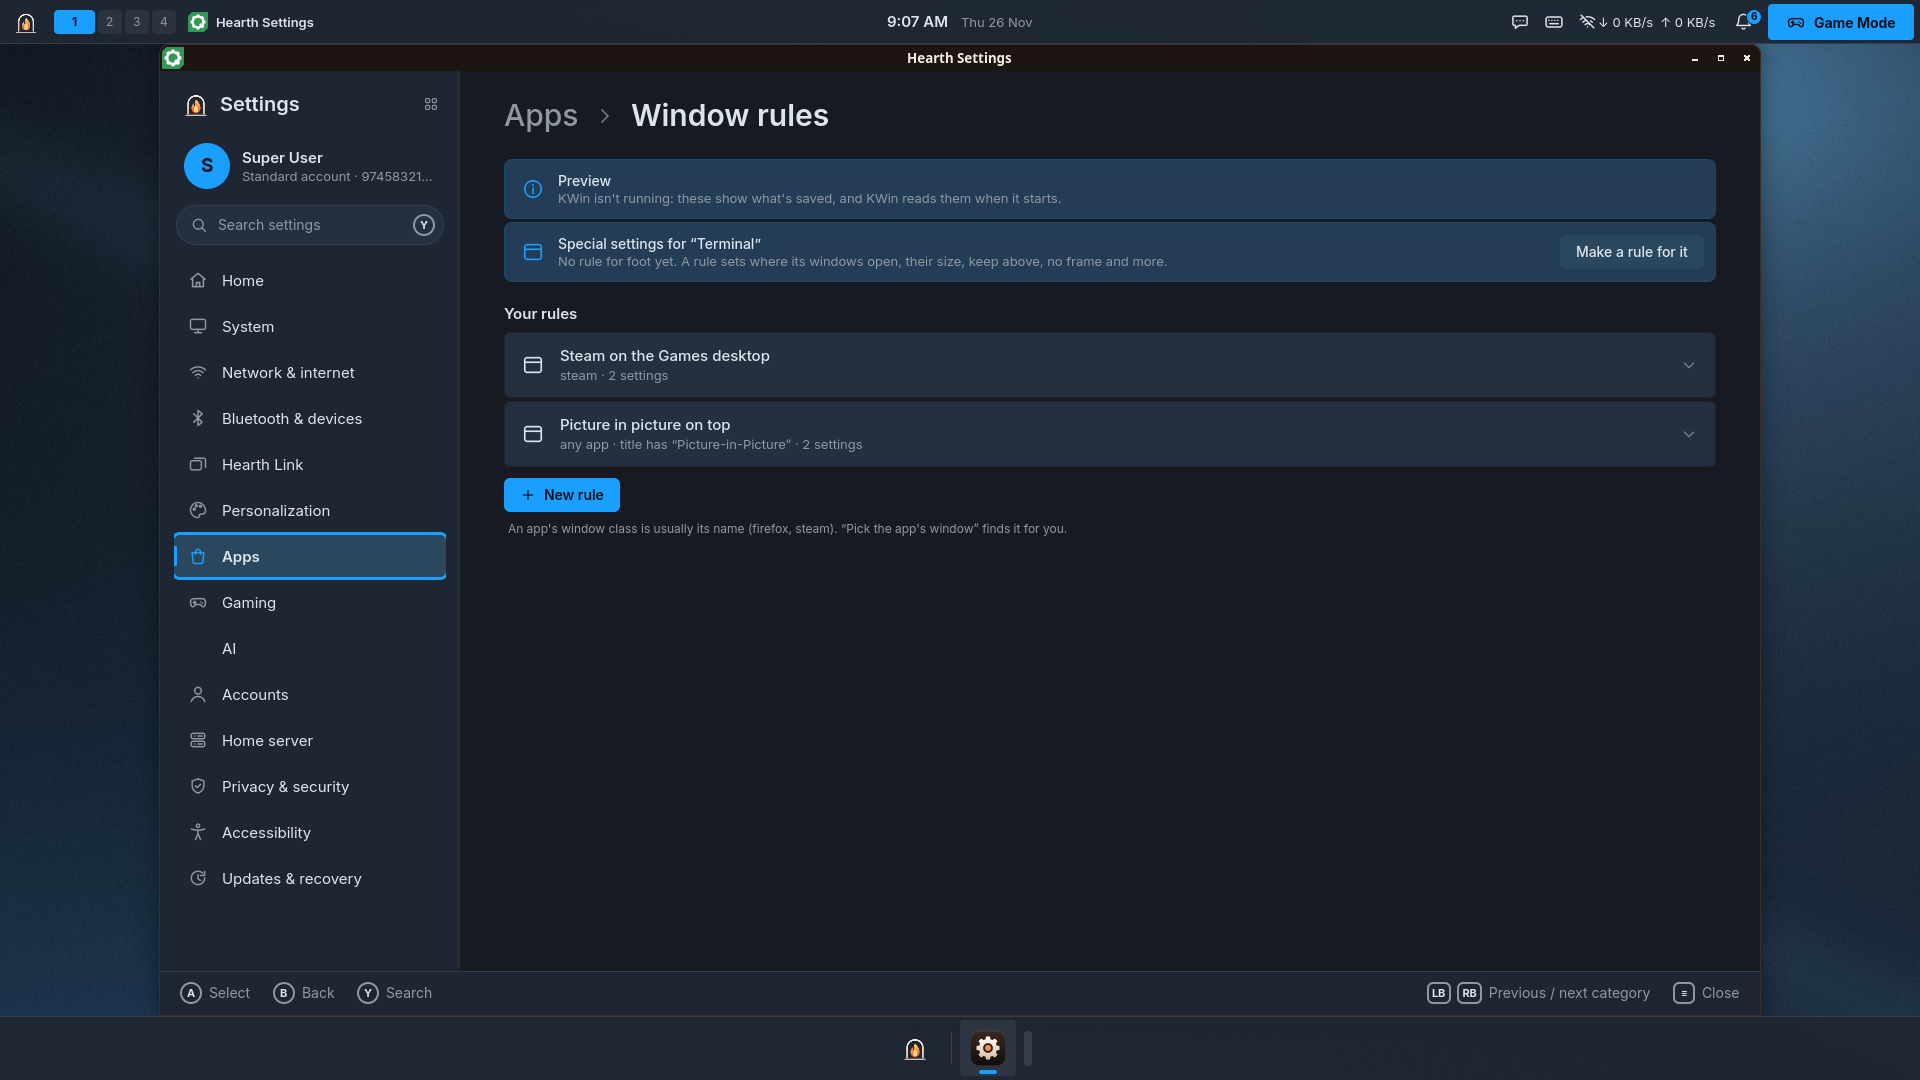 1 2 3 4 Hearth Settings 9:07 AM Thu 26 Nov ↓ 0 KB/s ↑ 0 KB/s 6 Game Mode
Hearth Settings
Settings
S
Super User
Standard account · 97458321...
Search settings Y
Home
System
Network & internet
Bluetooth & devices
Hearth Link
Personalization
Apps
Gaming
AI
Accounts
Home server
Privacy & security
Accessibility
Updates & recovery
Apps > Window rules
Preview
KWin isn't running: these show what's saved, and KWin reads them when it starts.
Special settings for “Terminal”
No rule for foot yet. A rule sets where its windows open, their size, keep above, no frame and more.
Make a rule for it
Your rules
Steam on the Games desktop
steam · 2 settings
Picture in picture on top
any app · title has “Picture-in-Picture” · 2 settings
+ New rule
An app's window class is usually its name (firefox, steam). “Pick the app's window” finds it for you.
A Select B Back Y Search LB RB Previous / next category ≡ Close